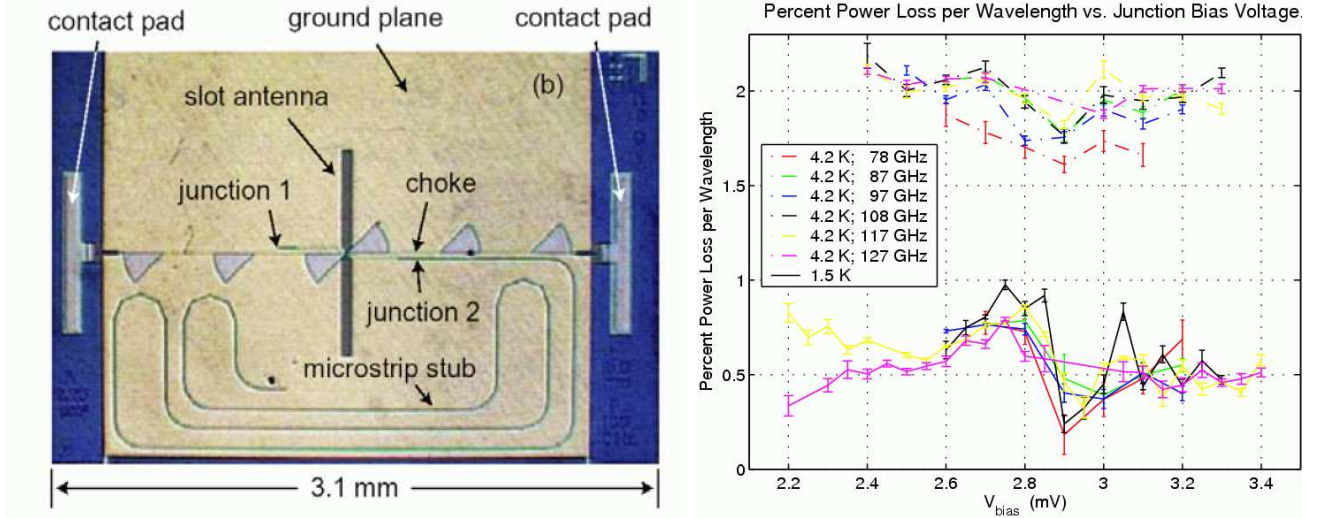 contact pad
ground plane
contact pad
slot antenna
(b)
junction 1
choke
junction 2
microstrip stub
3.1 mm
Percent Power Loss per Wavelength vs. Junction Bias Voltage.
Percent Power Loss per Wavelength
2
1.5
1
0.5
0
4.2 K; 78 GHz
4.2 K; 87 GHz
4.2 K; 97 GHz
4.2 K; 108 GHz
4.2 K; 117 GHz
4.2 K; 127 GHz
1.5 K
2.2 2.4 2.6 2.8 3 3.2 3.4
V_bias (mV)